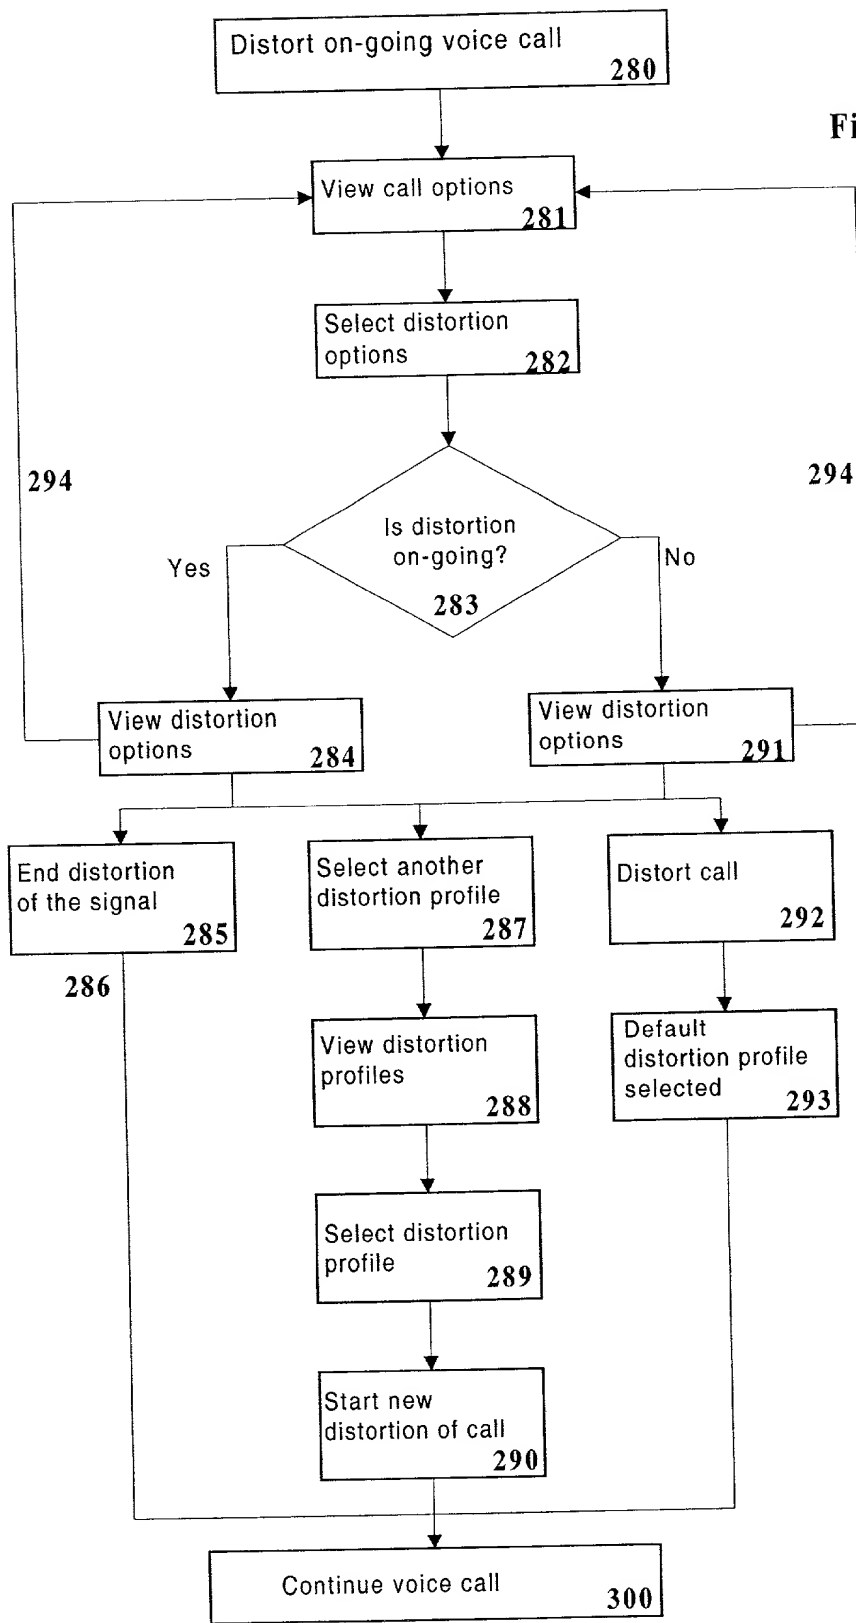 Distort on-going voice call
280
Fi
View call options
281
Select distortion
options
282
294
294
Is distortion
on-going?
283
Yes
No
View distortion
options
284
View distortion
options
291
End distortion
of the signal
285
286
Select another
distortion profile
287
Distort call
292
View distortion
profiles
288
Default
distortion profile
selected
293
Select distortion
profile
289
Start new
distortion of call
290
Continue voice call
300